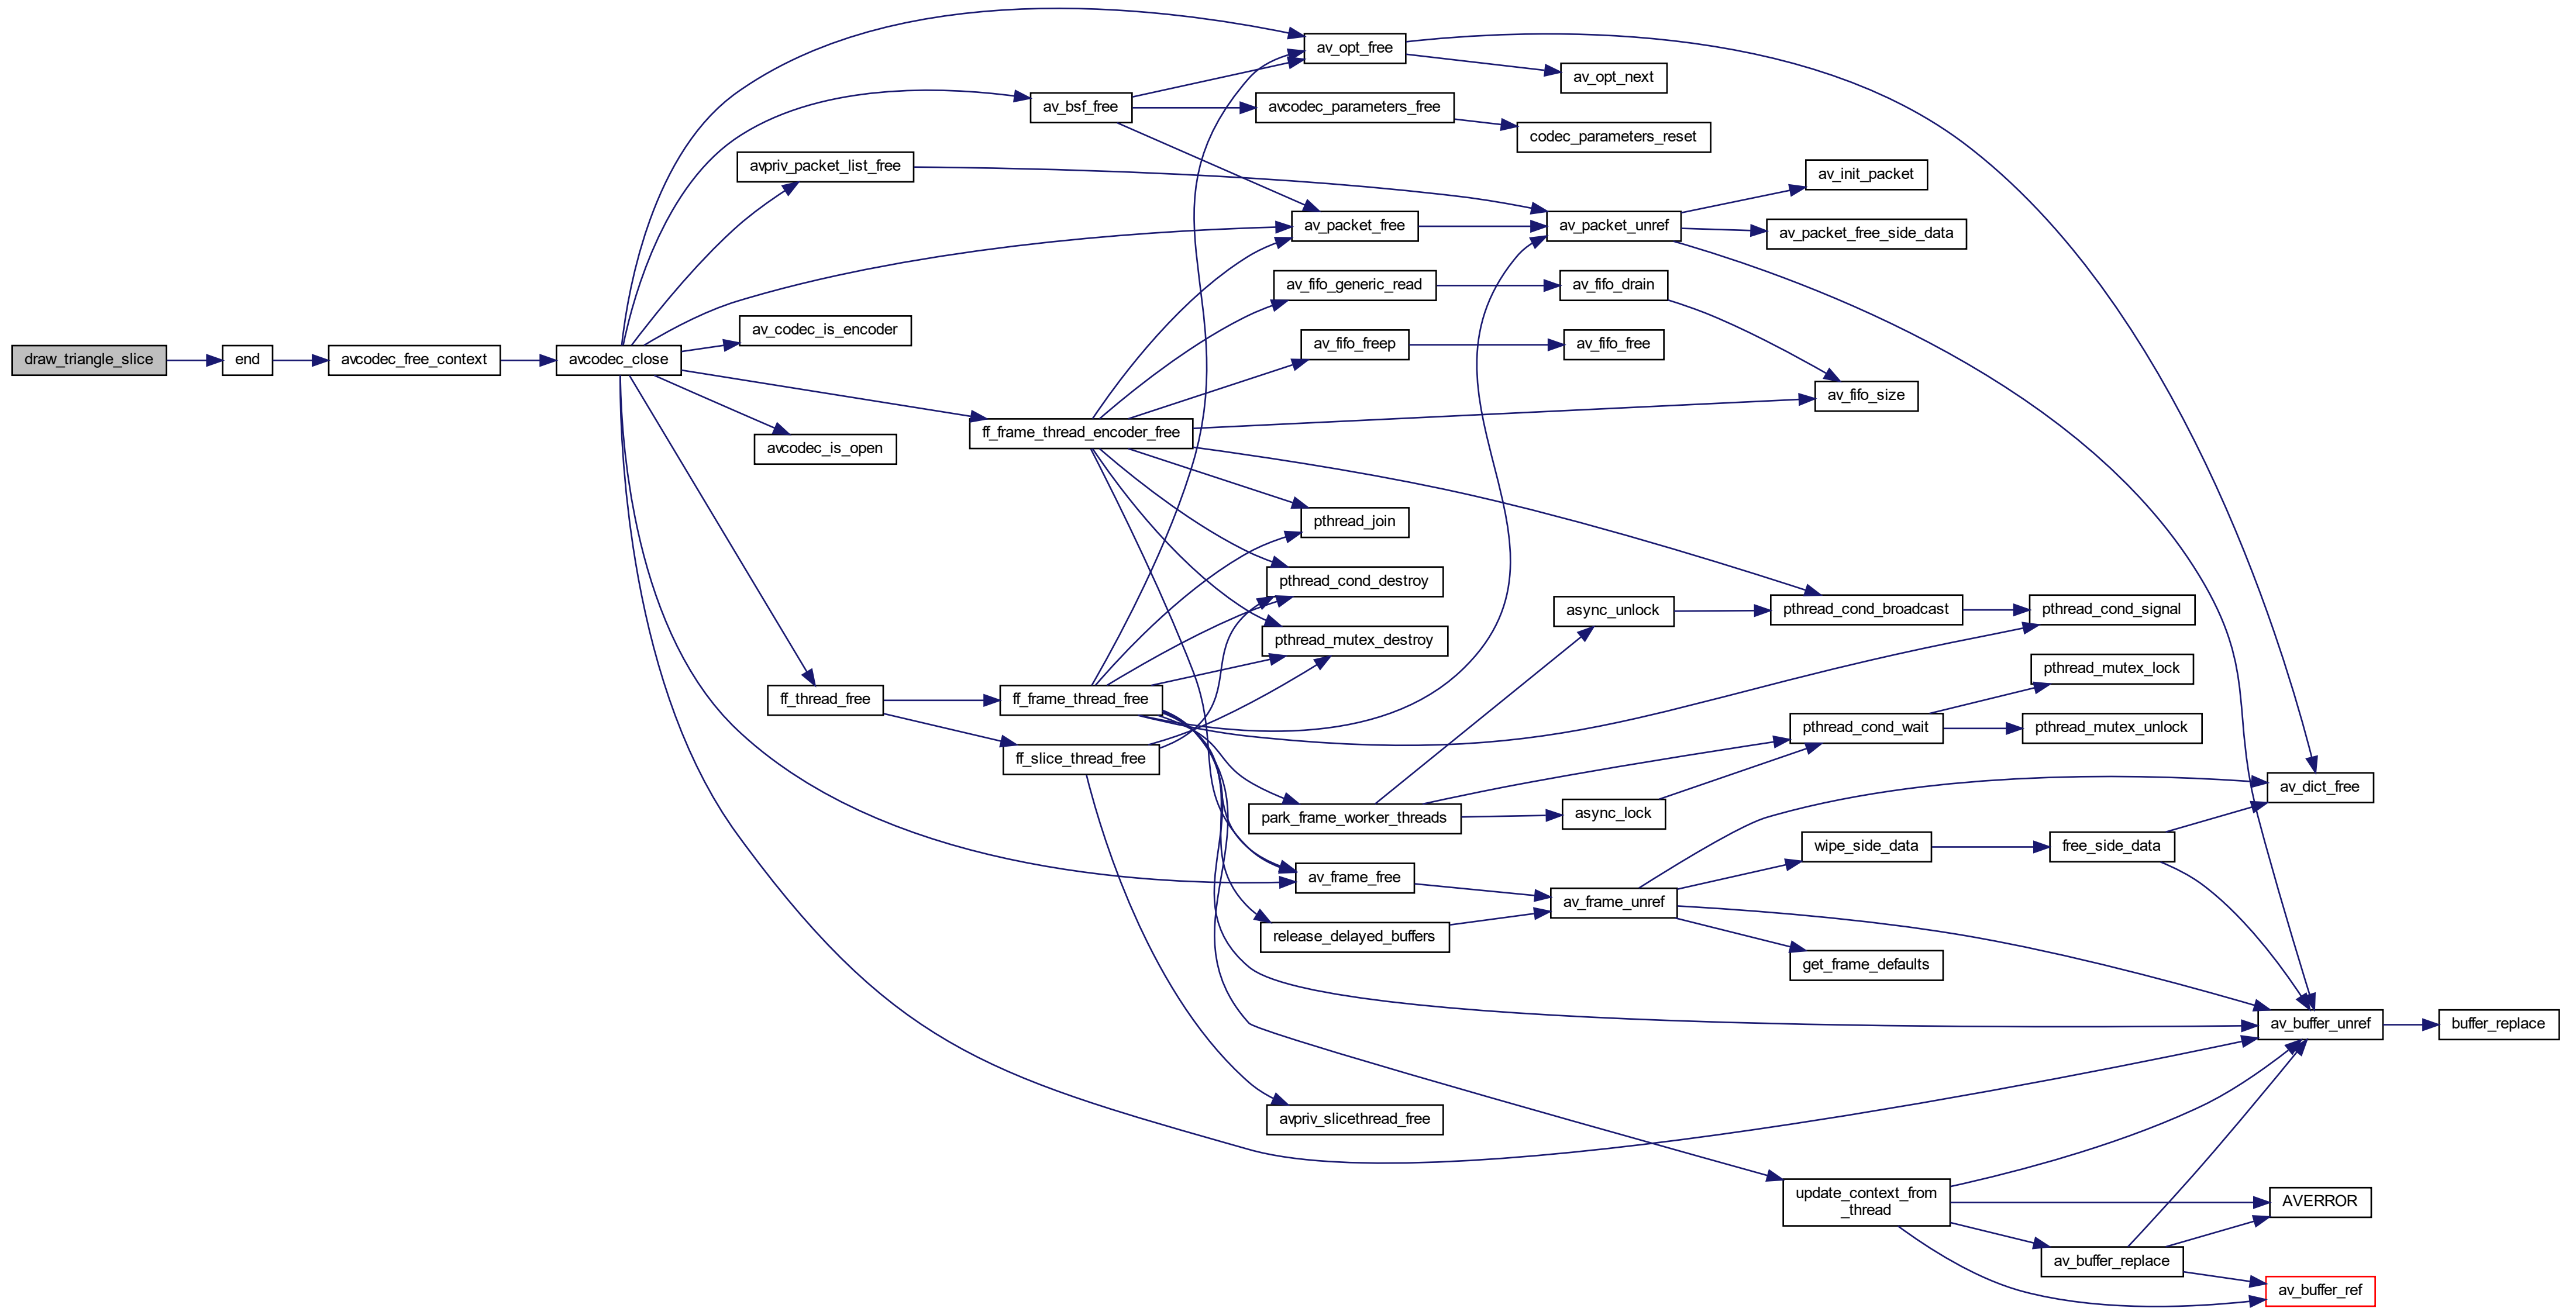 av_opt_free
av_opt_next
av_bsf_free
avcodec_parameters_free
codec_parameters_reset
avpriv_packet_list_free
av_init_packet
av_packet_free
av_packet_unref
av_packet_free_side_data
av_fifo_generic_read
av_fifo_drain
draw_triangle_slice
end
avcodec_free_context
avcodec_close
av_codec_is_encoder
av_fifo_freep
av_fifo_free
av_fifo_size
ff_frame_thread_encoder_free
avcodec_is_open
pthread_join
pthread_cond_destroy
async_unlock
pthread_cond_broadcast
pthread_cond_signal
pthread_mutex_destroy
pthread_mutex_lock
ff_thread_free
ff_frame_thread_free
pthread_cond_wait
pthread_mutex_unlock
ff_slice_thread_free
av_dict_free
park_frame_worker_threads
async_lock
wipe_side_data
free_side_data
av_frame_free
av_frame_unref
release_delayed_buffers
get_frame_defaults
av_buffer_unref
buffer_replace
avpriv_slicethread_free
update_context_from
_thread
AVERROR
av_buffer_replace
av_buffer_ref